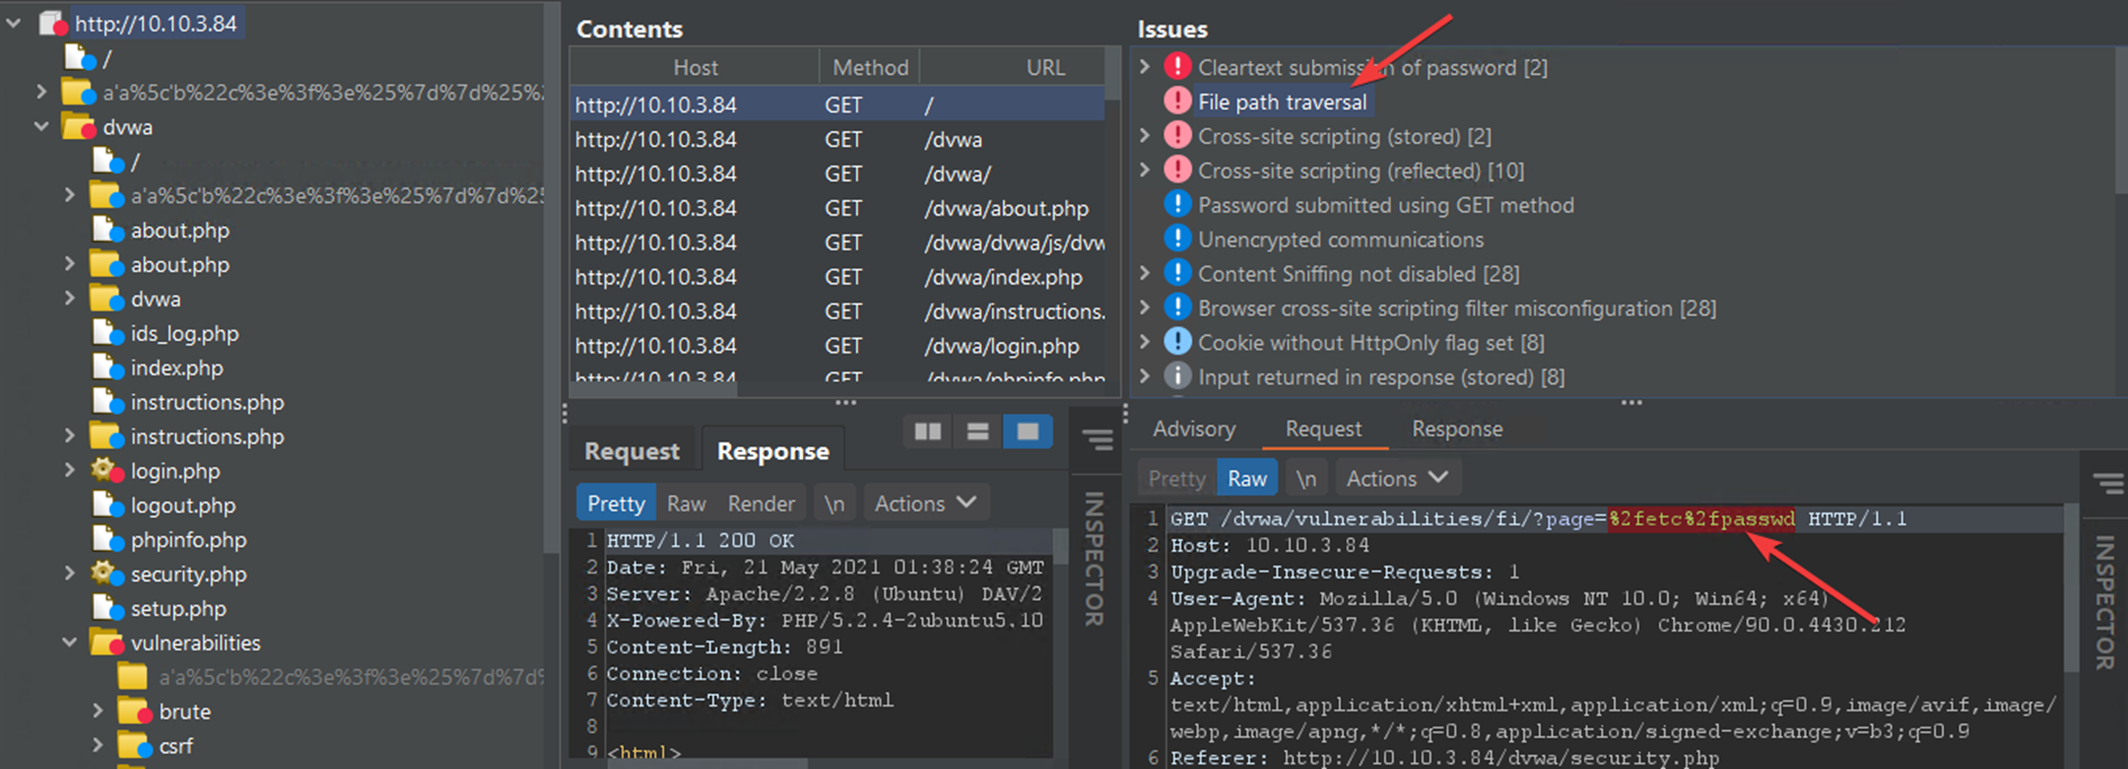 http://10.10.3.84
/
a'a%5c'b%22c%3e%3f%3e%25%7d%7d%25%
dvwa
/
a'a%5c'b%22c%3e%3f%3e%25%7d%7d%25
about.php
about.php
dvwa
ids_log.php
index.php
instructions.php
instructions.php
login.php
logout.php
phpinfo.php
security.php
setup.php
vulnerabilities
a'a%5c'b%22c%3e%3f%3e%25%7d%7d%
brute
csrf
Contents
Host Method URL
http://10.10.3.84 GET /
http://10.10.3.84 GET /dvwa
http://10.10.3.84 GET /dvwa/
http://10.10.3.84 GET /dvwa/about.php
http://10.10.3.84 GET /dvwa/dvwa/js/dvw
http://10.10.3.84 GET /dvwa/index.php
http://10.10.3.84 GET /dvwa/instructions.
http://10.10.3.84 GET /dvwa/login.php
http://10.10.3.84 GET /dvwa/phpinfo.php
Request Response
Pretty Raw Render \n Actions
1 HTTP/1.1 200 OK
2 Date: Fri, 21 May 2021 01:38:24 GMT
3 Server: Apache/2.2.8 (Ubuntu) DAV/2
4 X-Powered-By: PHP/5.2.4-2ubuntu5.10
5 Content-Length: 891
6 Connection: close
7 Content-Type: text/html
8
9 <html>
INSPECTOR
Issues
Cleartext submission of password [2]
File path traversal
Cross-site scripting (stored) [2]
Cross-site scripting (reflected) [10]
Password submitted using GET method
Unencrypted communications
Content Sniffing not disabled [28]
Browser cross-site scripting filter misconfiguration [28]
Cookie without HttpOnly flag set [8]
Input returned in response (stored) [8]
Advisory Request Response
Pretty Raw \n Actions
1 GET /dvwa/vulnerabilities/fi/?page=%2fetc%2fpasswd HTTP/1.1
2 Host: 10.10.3.84
3 Upgrade-Insecure-Requests: 1
4 User-Agent: Mozilla/5.0 (Windows NT 10.0; Win64; x64)
AppleWebKit/537.36 (KHTML, like Gecko) Chrome/90.0.4430.212
Safari/537.36
5 Accept:
text/html,application/xhtml+xml,application/xml;q=0.9,image/avif,image/
webp,image/apng,*/*;q=0.8,application/signed-exchange;v=b3;q=0.9
6 Referer: http://10.10.3.84/dvwa/security.php
INSPECTOR